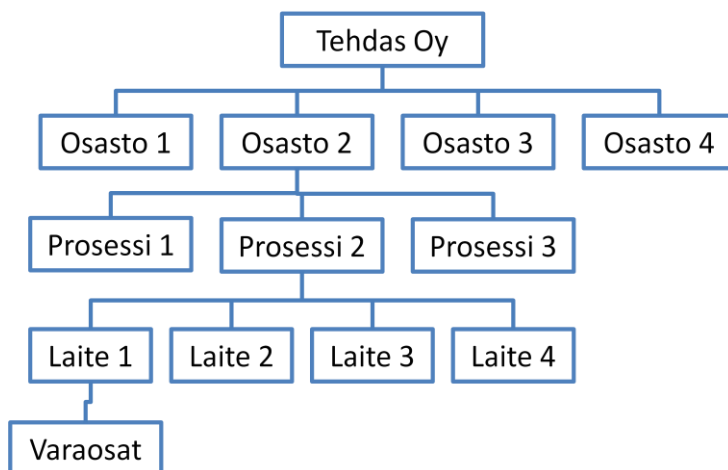 Tehdas Oy
Osasto 1
Osasto 2
Osasto 3
Osasto 4
Prosessi 1
Prosessi 2
Prosessi 3
Laite 1
Laite 2
Laite 3
Laite 4
Varaosat